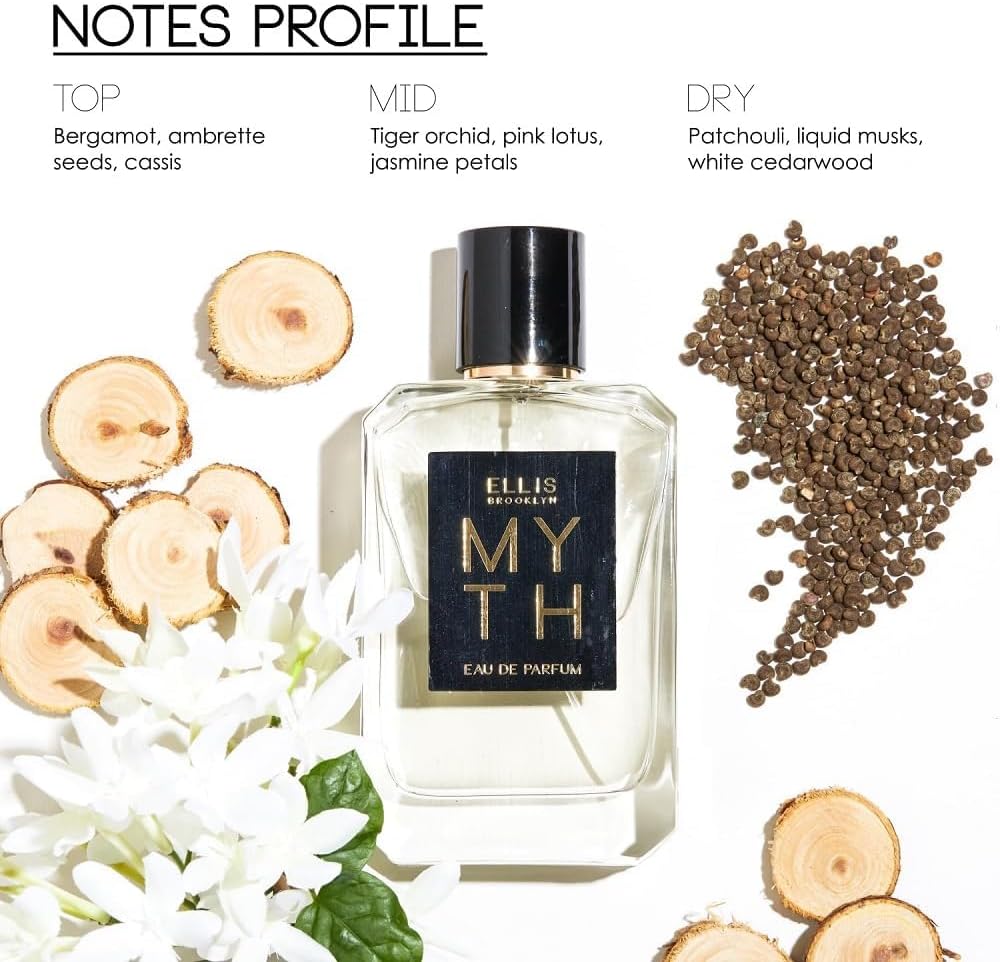 NOTES PROFILE
TOP
Bergamot, ambrette
seeds, cassis
MID
Tiger orchid, pink lotus,
jasmine petals
DRY
Patchouli, liquid musks,
white cedarwood
ELLIS
BROOKLYN
MY
TH
EAU DE PARFUM